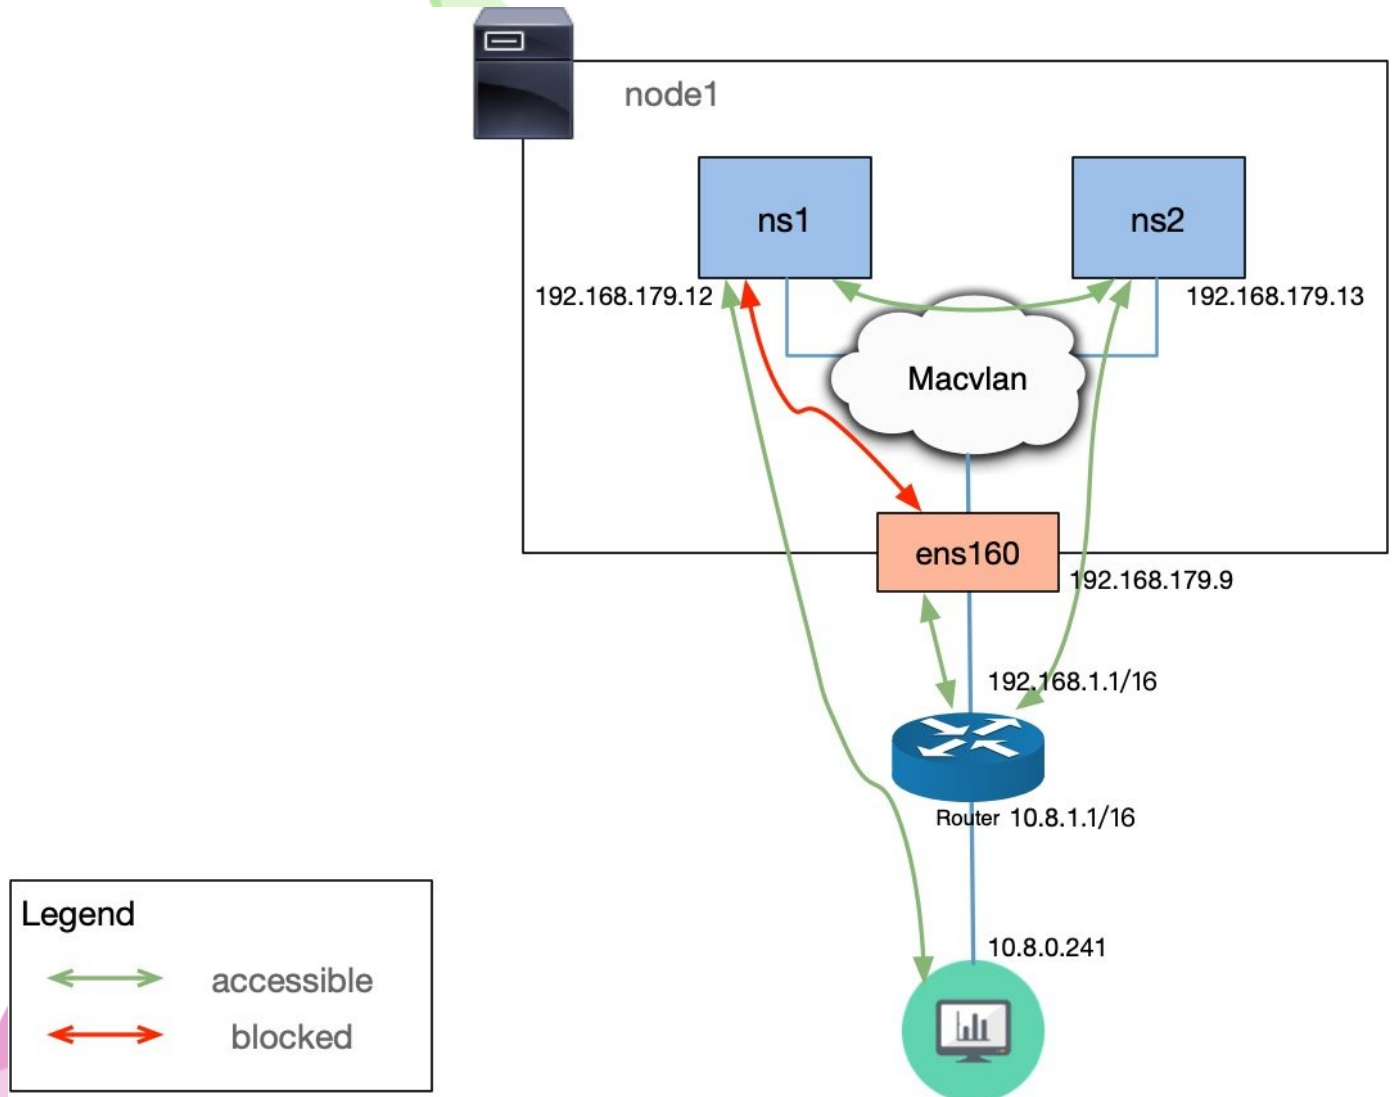 node1
ns1
ns2
192.168.179.12
192.168.179.13
Macvlan
ens160
192.168.179.9
192.168.1.1/16
Router 10.8.1.1/16
10.8.0.241
Legend
accessible
blocked